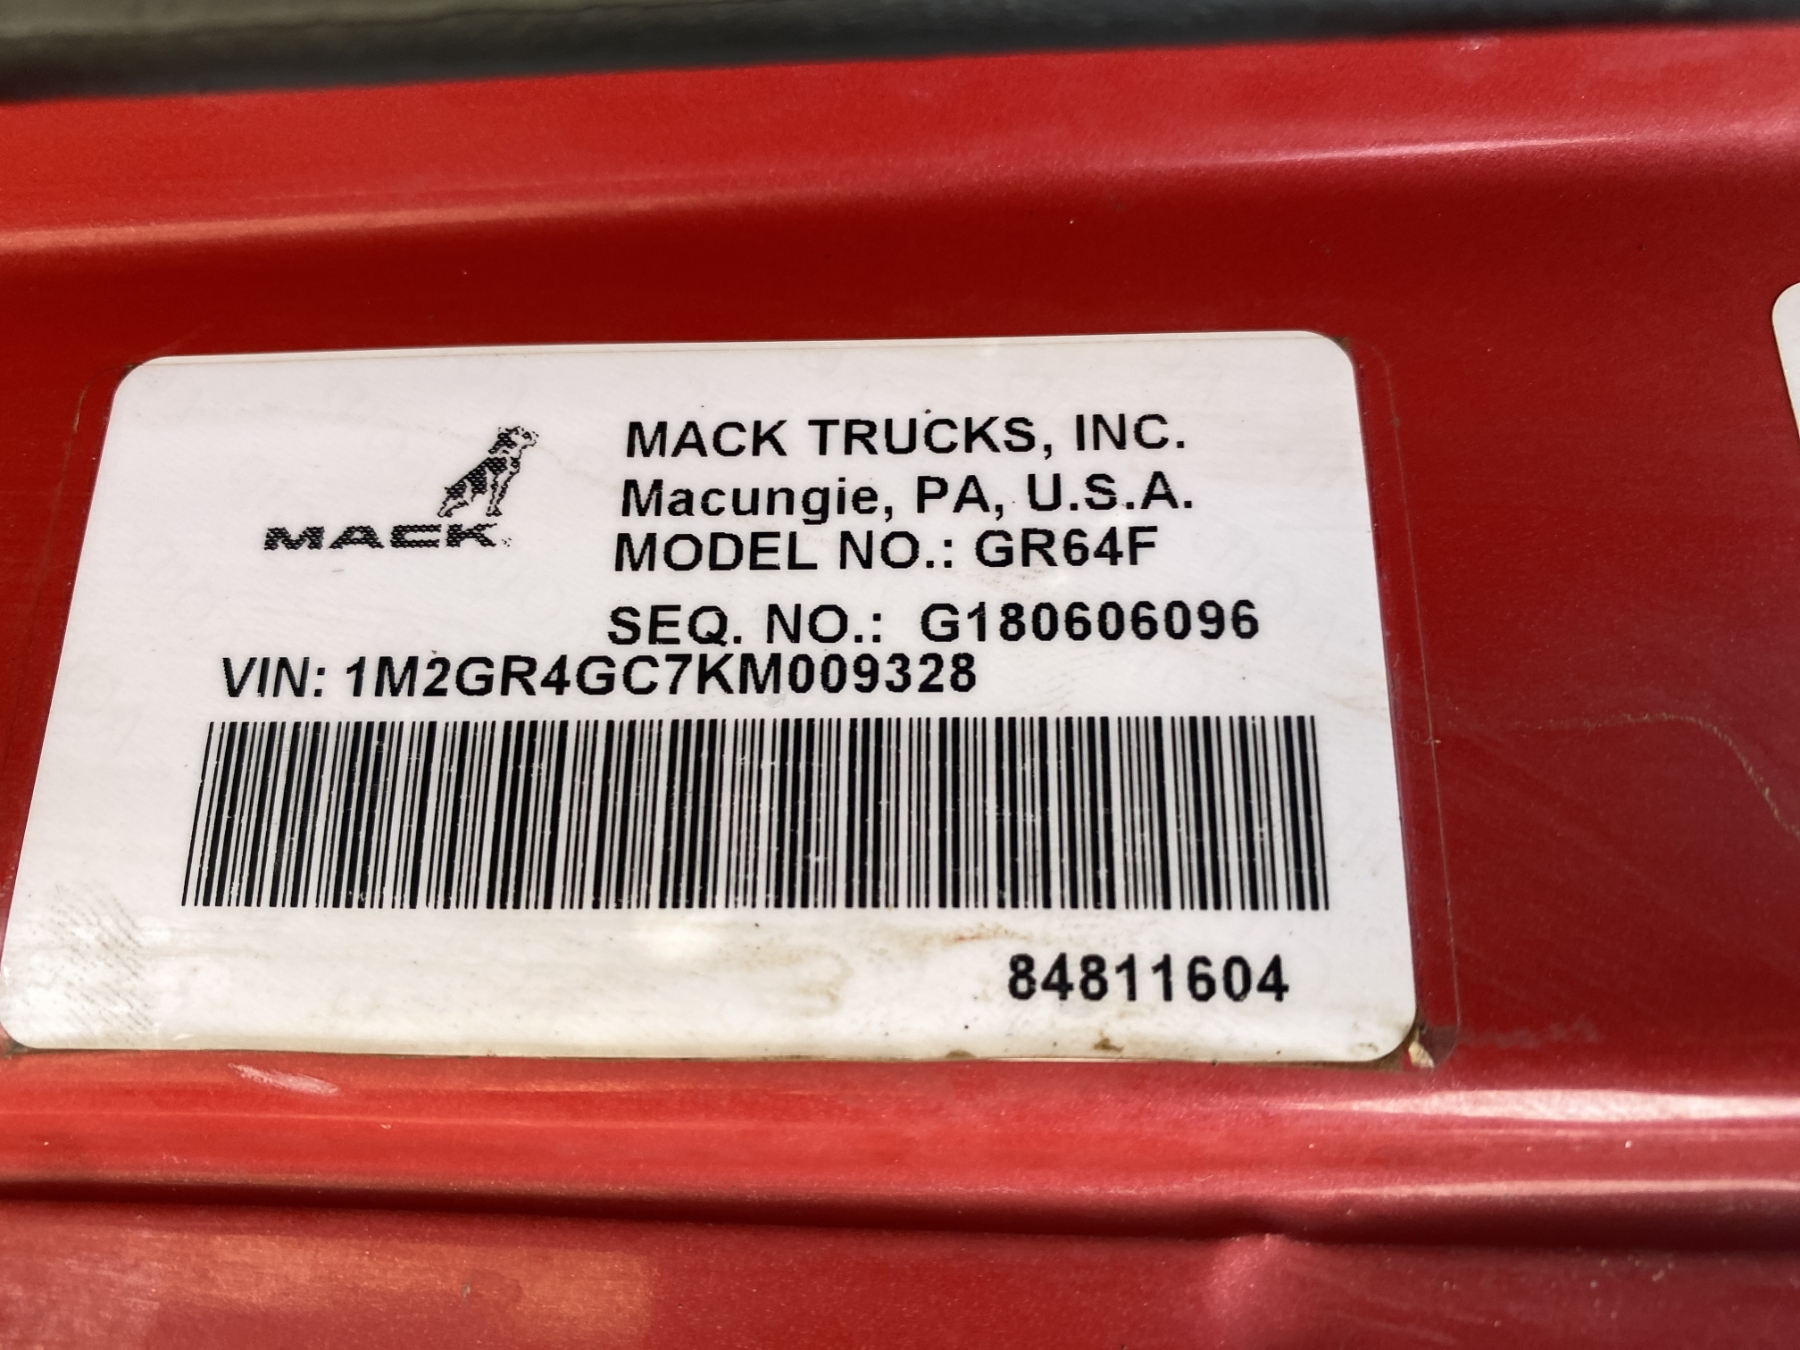 MACK
MACK TRUCKS, INC.
Macungie, PA, U.S.A.
MODEL NO.: GR64F
SEQ. NO.: G180606096
VIN: 1M2GR4GC7KM009328
84811604